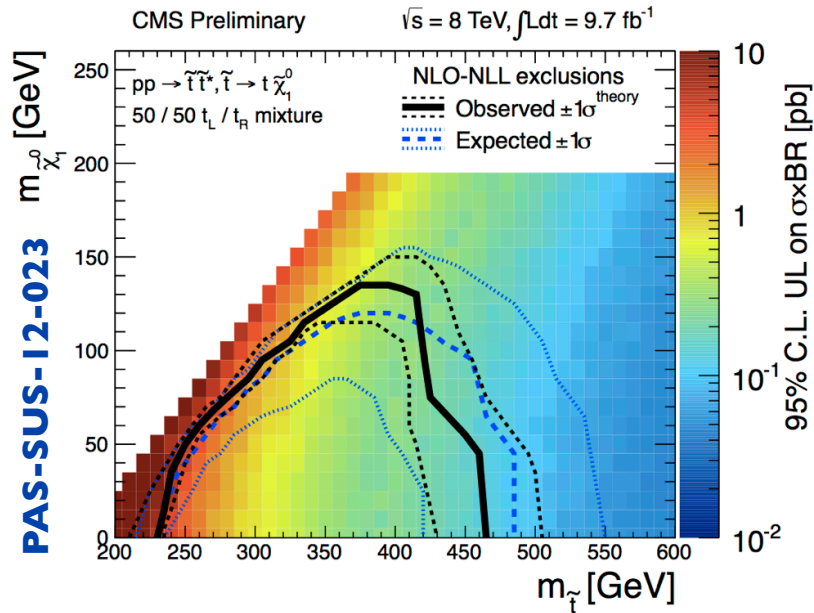 CMS Preliminary
√s = 8 TeV, ∫Ldt = 9.7 fb⁻¹
pp → t̃ t̃*, t̃ → t χ̃₁⁰
50 / 50 t_L / t_R mixture
NLO-NLL exclusions
Observed ±1σ^theory
Expected ±1σ
m_χ̃₁⁰ [GeV]
250
200
150
100
50
0
200 250 300 350 400 450 500 550 600
m_t̃ [GeV]
10
1
10⁻¹
10⁻²
95% C.L. UL on σ×BR [pb]
PAS-SUS-12-023